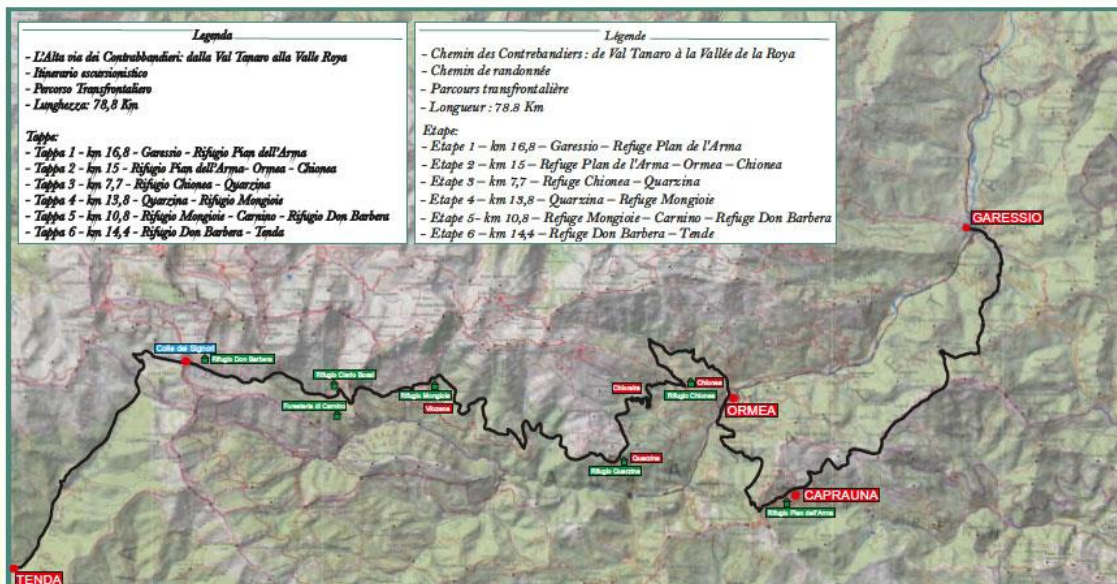 Legenda
- L'Alta via dei Contrabbandieri: dalla Val Tanaro alla Valle Roya
- Itinerario escursionistico
- Percorso Transfrontaliero
- Lunghezza: 78,8 Km
Tappe:
- Tappa 1 - km 16,8 - Garessio - Rifugio Pian dell'Arma
- Tappa 2 - km 15 - Rifugio Pian dell'Arma- Ormea - Chionea
- Tappa 3 - km 7,7 - Rifugio Chionea - Quarzina
- Tappa 4 - km 13,8 - Quarzina - Rifugio Mongioie
- Tappa 5 - km 10,8 - Rifugio Mongioie - Carnino - Rifugio Don Barbera
- Tappa 6 - km 14,4 - Rifugio Don Barbera - Tenda
Légende
- Chemin des Contrebandiers : de Val Tanaro à la Vallée de la Roya
- Chemin de randonnée
- Parcours transfrontalière
- Longueur : 78.8 Km
Etape:
- Etape 1 – km 16,8 – Garessio – Refuge Plan de l'Arma
- Etape 2 – km 15 – Refuge Plan de l'Arma – Ormea – Chionea
- Etape 3 – km 7,7 – Refuge Chionea – Quarzina
- Etape 4 – km 13,8 – Quarzina – Refuge Mongioie
- Etape 5- km 10,8 – Refuge Mongioie – Carnino – Refuge Don Barbera
- Etape 6 – km 14,4 – Refuge Don Barbera – Tende
GARESSIO
Colle dei Signori
Rifugio Don Barbera
Rifugio Ciarlo Bossi
Foresteria di Carnino
Rifugio Mongioie
Viozene
Chioraira
Chionea
Rifugio Chionea
ORMEA
Quarzina
Rifugio Quarzina
CAPRAUNA
Rifugio Pian dell'Arma
TENDA